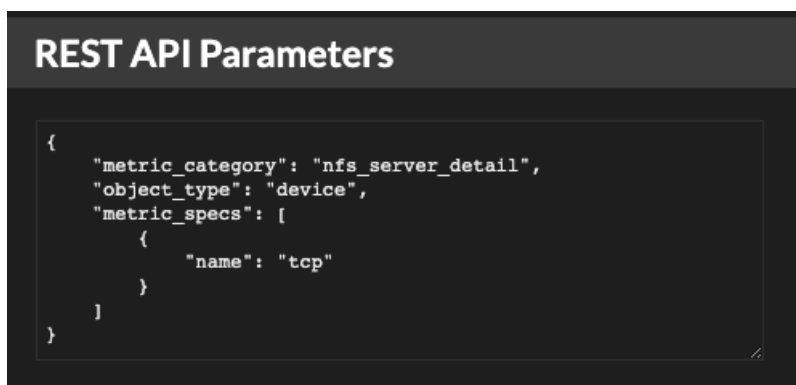 REST API Parameters
{
    "metric_category": "nfs_server_detail",
    "object_type": "device",
    "metric_specs": [
        {
            "name": "tcp"
        }
    ]
}